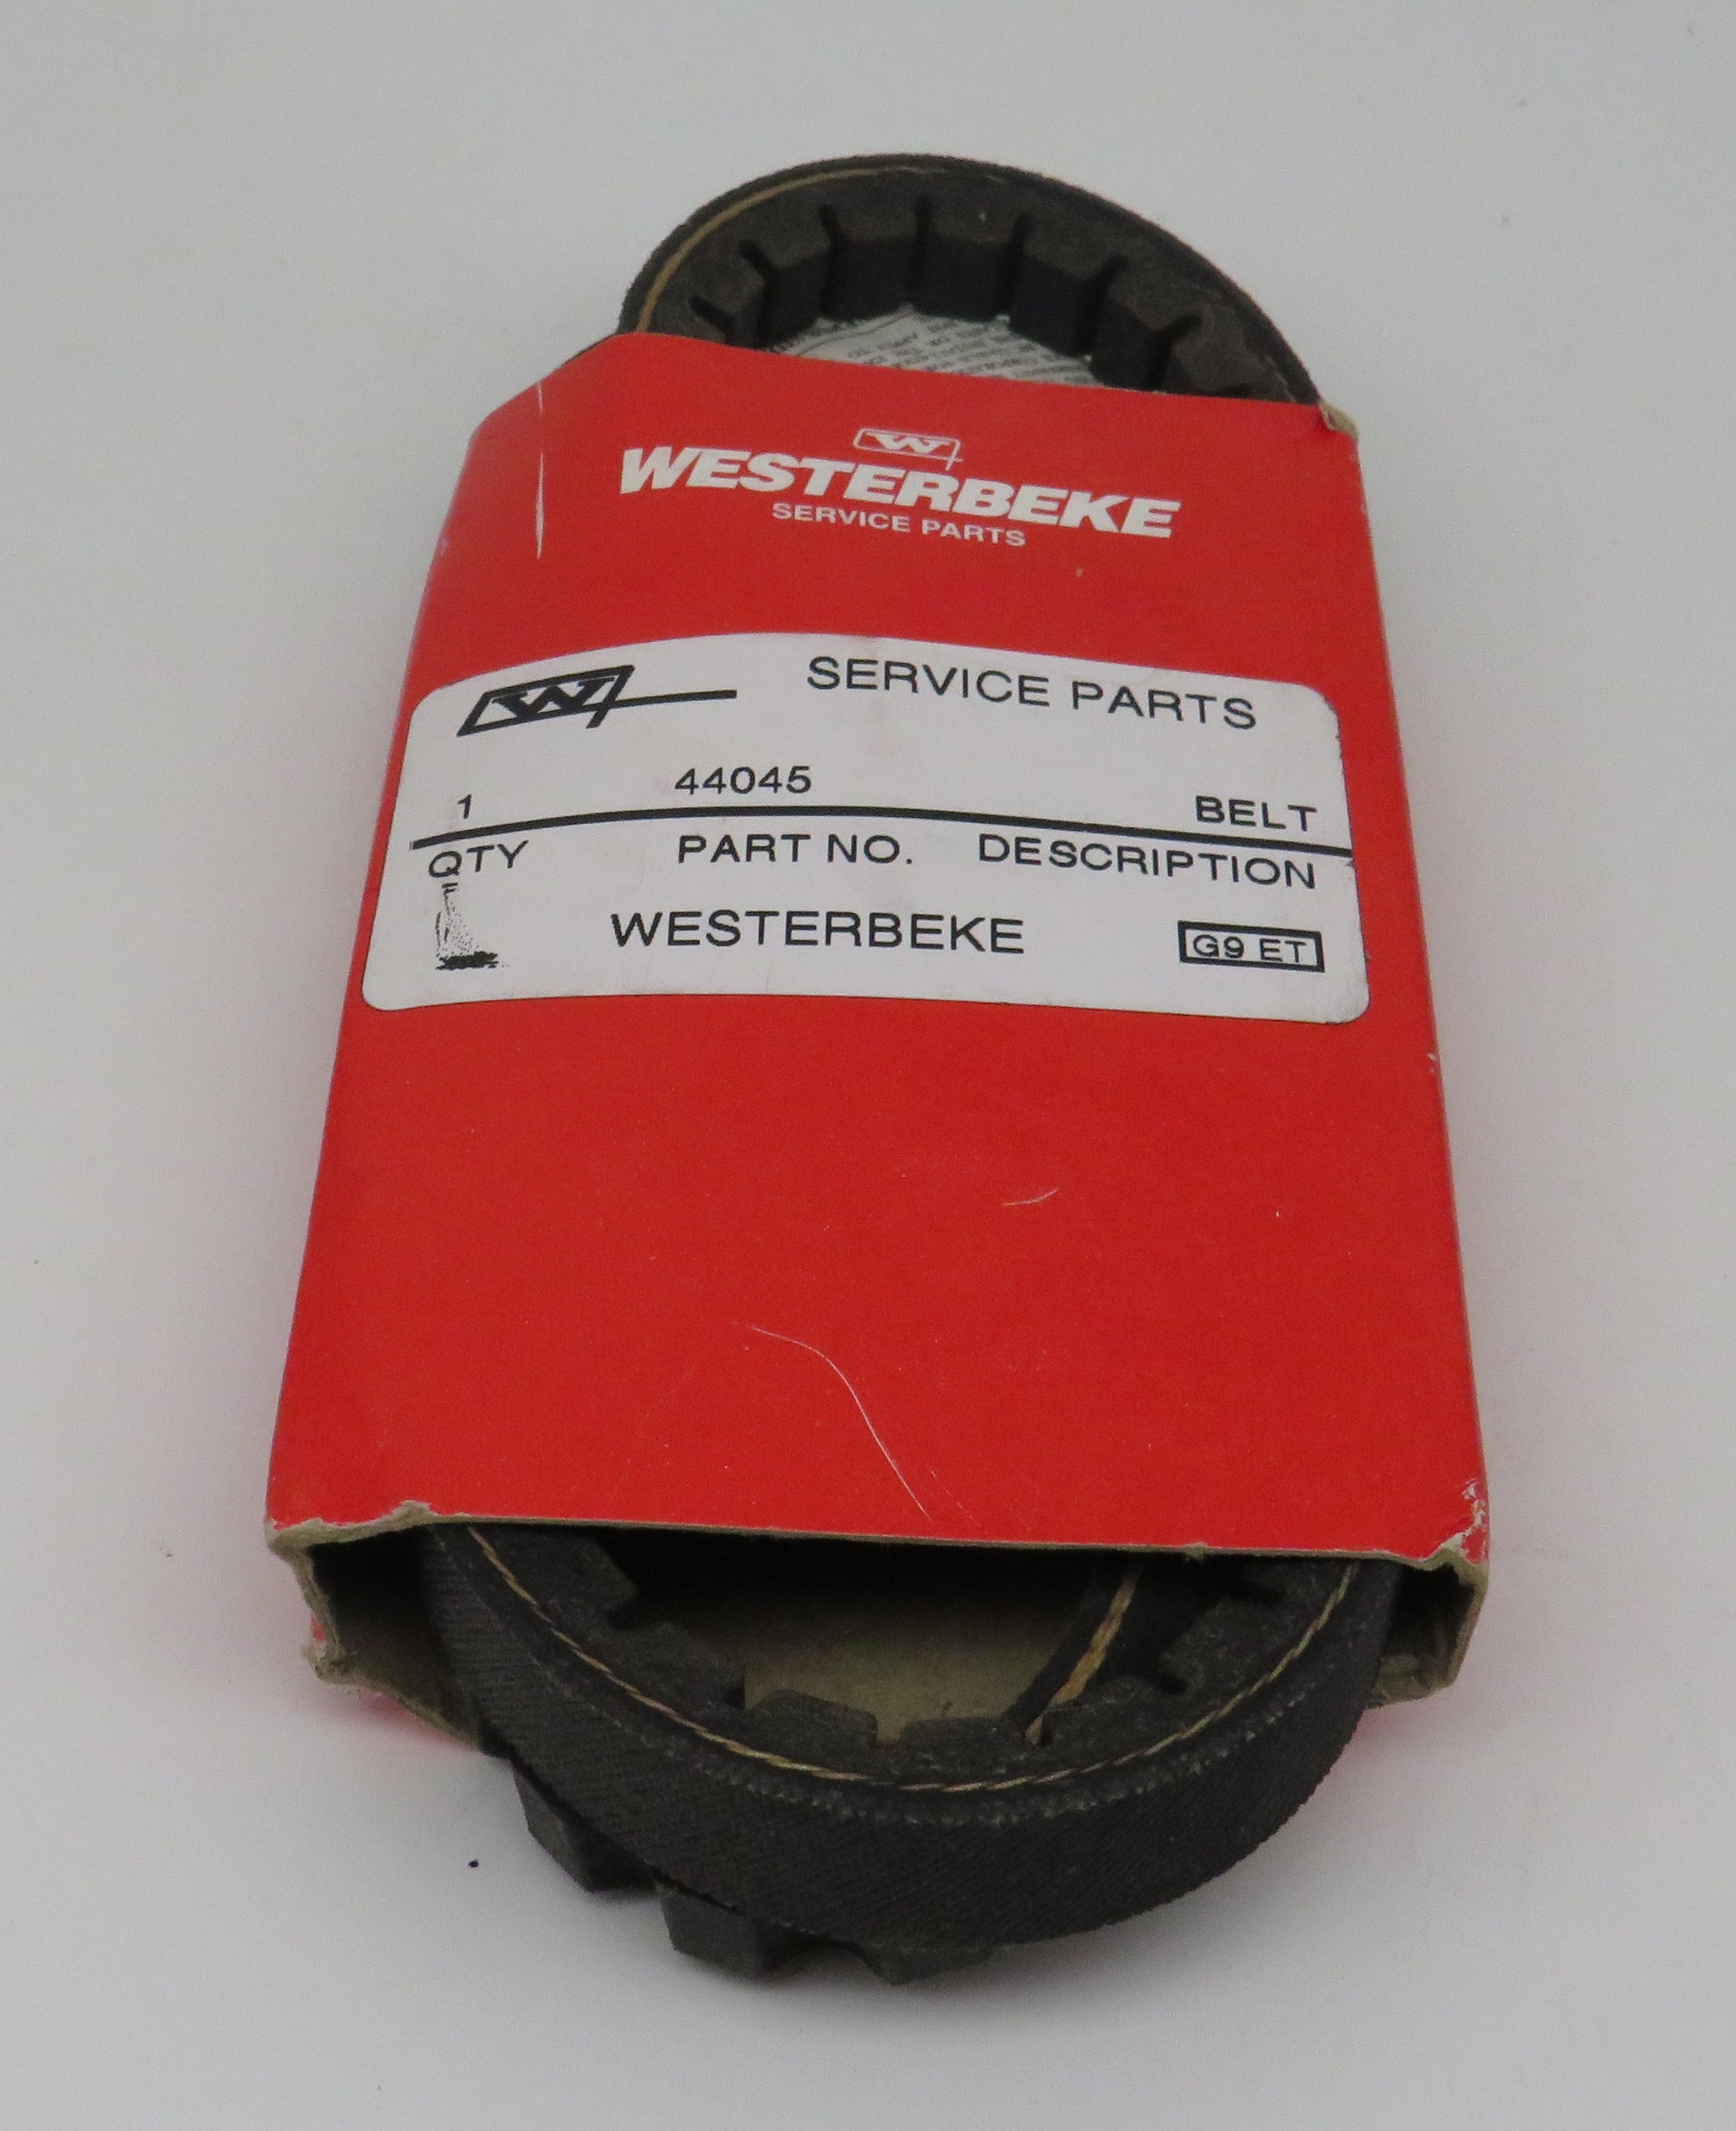 W
WESTERBEKE
SERVICE PARTS
W SERVICE PARTS
1 44045 BELT
QTY PART NO. DESCRIPTION
WESTERBEKE G9 ET